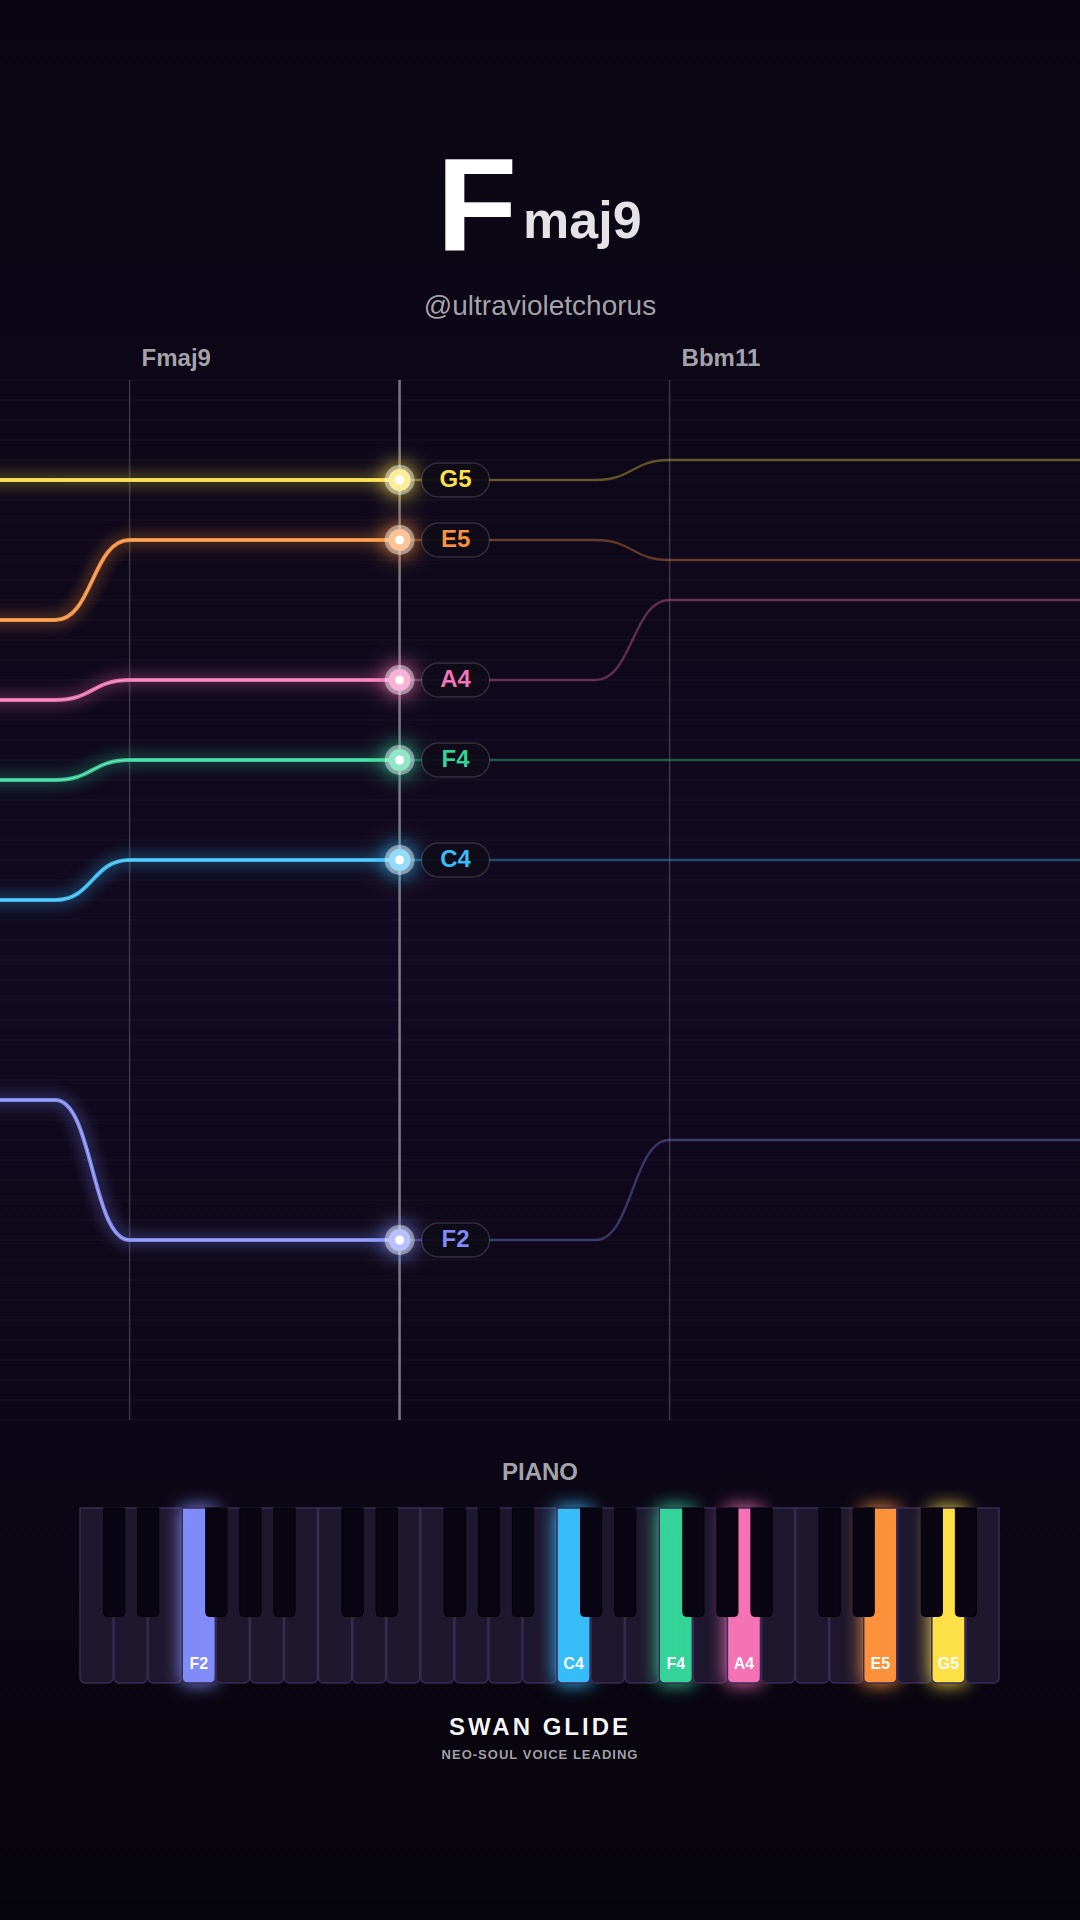 F maj9
@ultravioletchorus
Fmaj9 Bbm11
G5
E5
A4
F4
C4
F2
PIANO
F2 C4 F4 A4 E5 G5
SWAN GLIDE
NEO-SOUL VOICE LEADING